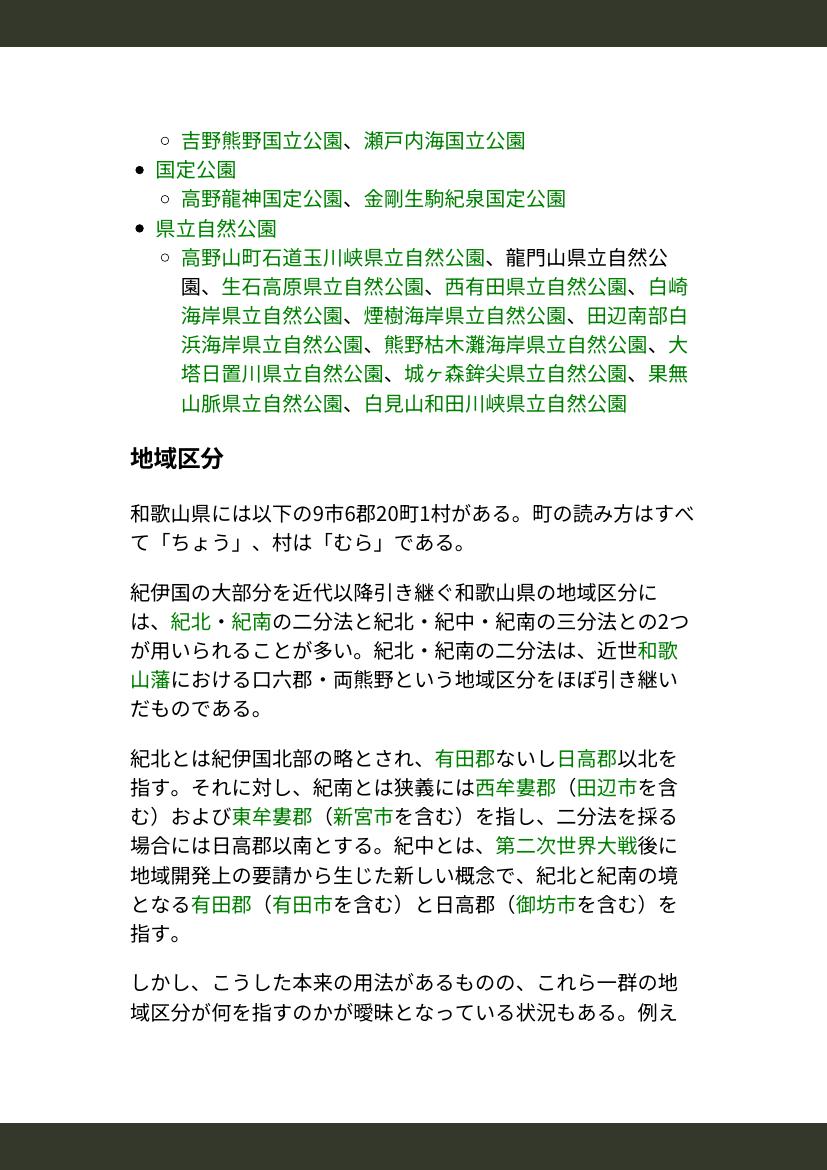 吉野熊野国立公園、瀬戸内海国立公園
国定公園
高野龍神国定公園、金剛生駒紀泉国定公園
県立自然公園
高野山町石道玉川峡県立自然公園、龍門山県立自然公
園、生石高原県立自然公園、西有田県立自然公園、白崎
海岸県立自然公園、煙樹海岸県立自然公園、田辺南部白
浜海岸県立自然公園、熊野枯木灘海岸県立自然公園、大
塔日置川県立自然公園、城ヶ森鉾尖県立自然公園、果無
山脈県立自然公園、白見山和田川峡県立自然公園
地域区分
和歌山県には以下の9市6郡20町1村がある。町の読み方はすべ
て「ちょう」、村は「むら」である。
紀伊国の大部分を近代以降引き継ぐ和歌山県の地域区分に
は、紀北・紀南の二分法と紀北・紀中・紀南の三分法との2つ
が用いられることが多い。紀北・紀南の二分法は、近世和歌
山藩における口六郡・両熊野という地域区分をほぼ引き継い
だものである。
紀北とは紀伊国北部の略とされ、有田郡ないし日高郡以北を
指す。それに対し、紀南とは狭義には西牟婁郡（田辺市を含
む）および東牟婁郡（新宮市を含む）を指し、二分法を採る
場合には日高郡以南とする。紀中とは、第二次世界大戦後に
地域開発上の要請から生じた新しい概念で、紀北と紀南の境
となる有田郡（有田市を含む）と日高郡（御坊市を含む）を
指す。
しかし、こうした本来の用法があるものの、これら一群の地
域区分が何を指すのかが曖昧となっている状況もある。例え